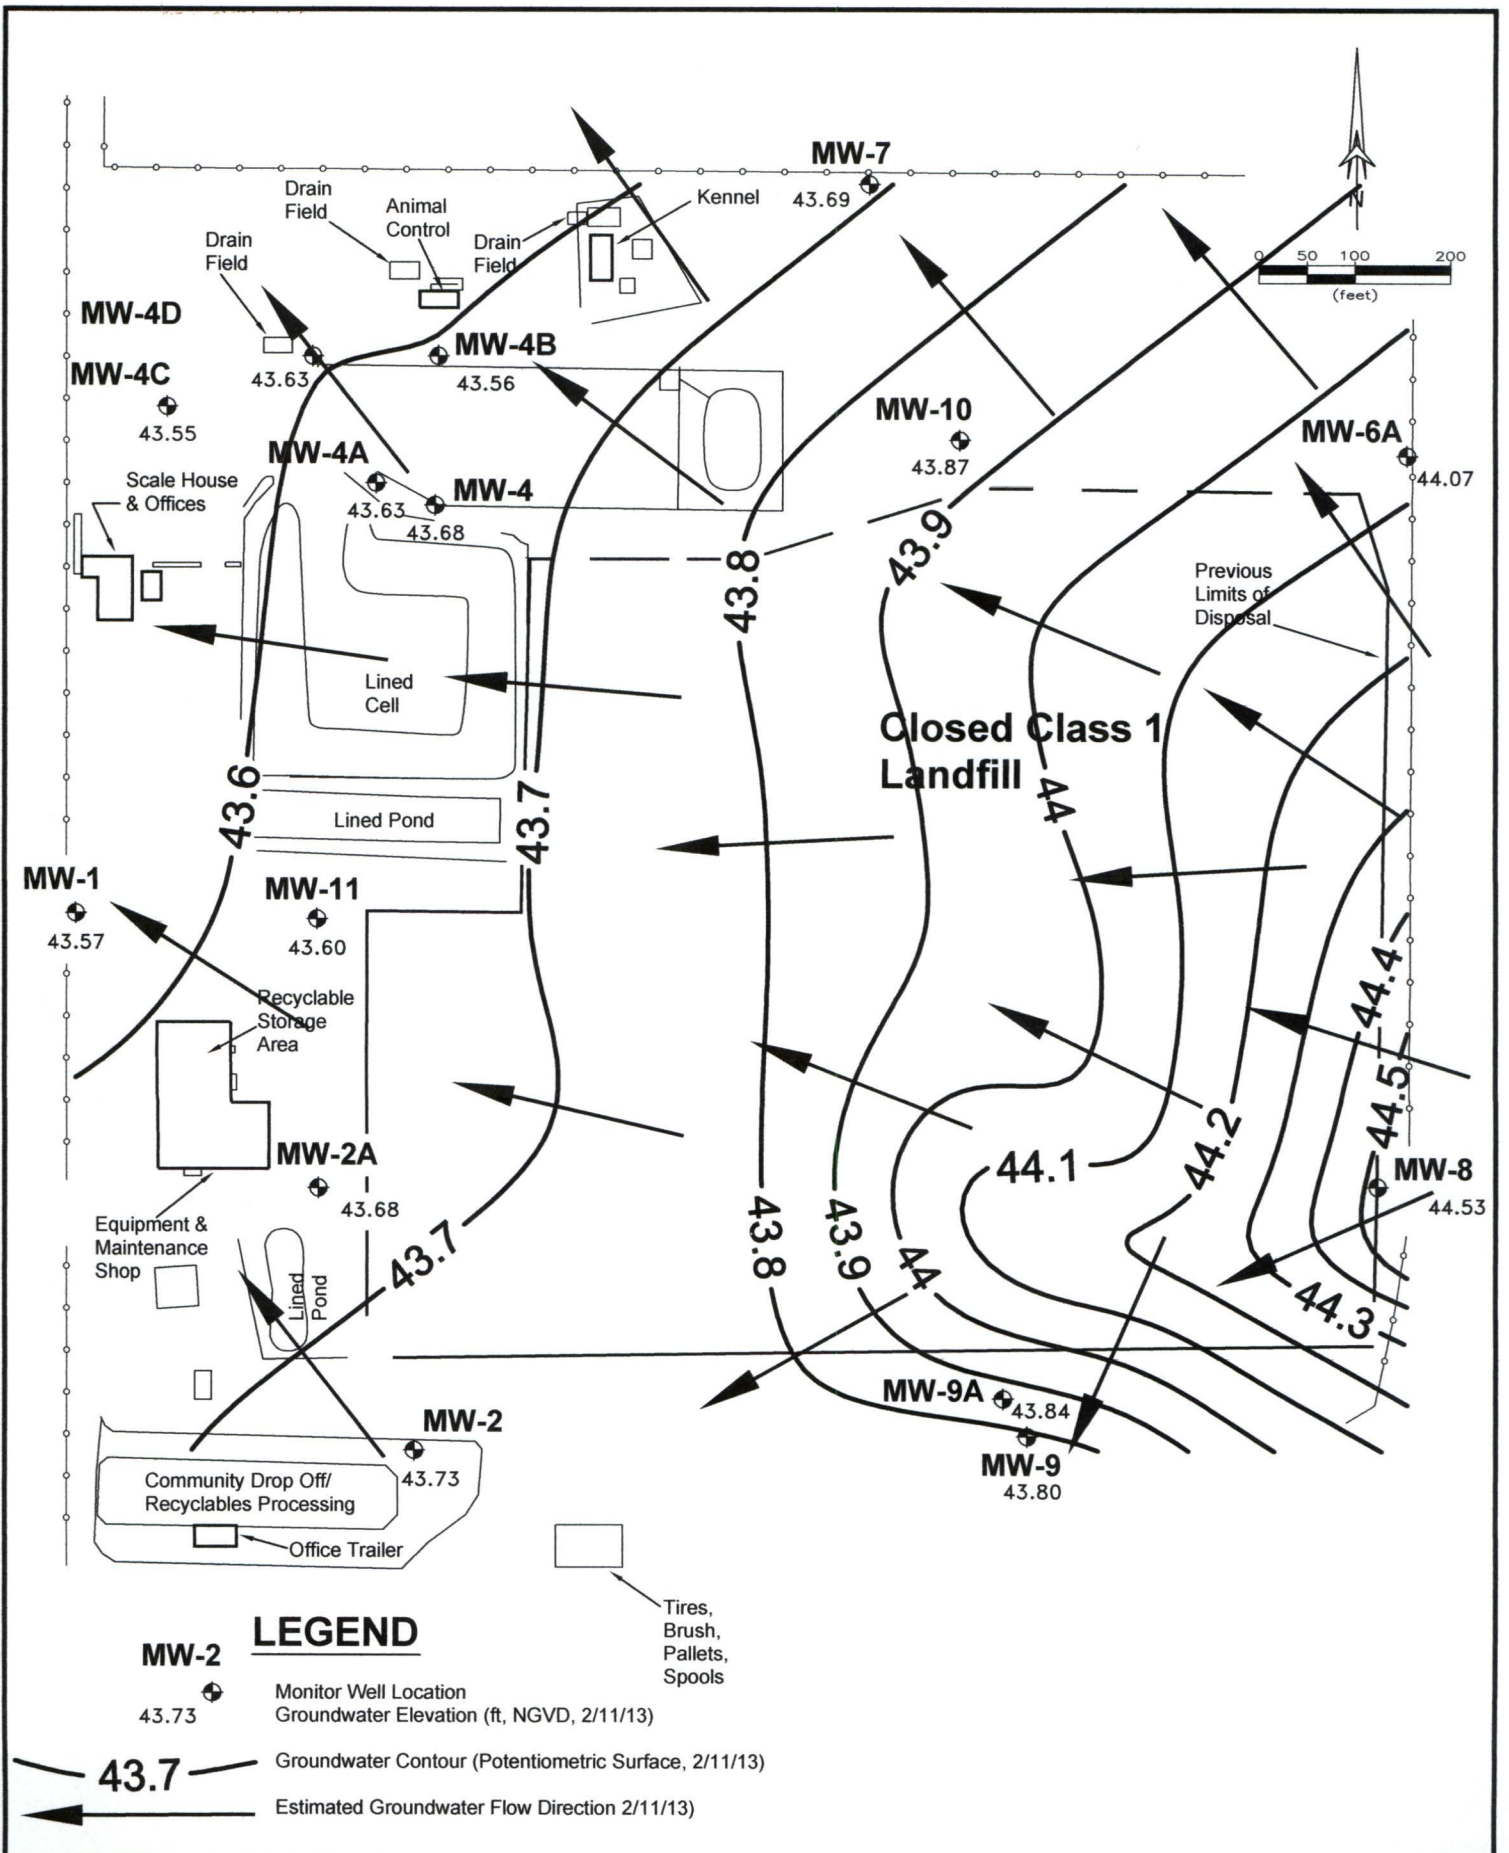 MW-7
43.69
N
0 50 100 200
(feet)
Drain
Field
Animal
Control
Drain
Field
Kennel
Drain
Field
MW-4D
43.63
MW-4B
43.56
MW-4C
43.55
MW-10
43.87
MW-6A
44.07
MW-4A
43.63
MW-4
43.68
Scale House
& Offices
43.8
43.9
Previous
Limits of
Disposal
Lined
Cell
Closed Class 1
Landfill
43.6
43.7
44
Lined Pond
MW-1
43.57
MW-11
43.60
44.4
Recyclable
Storage
Area
44.5
44.1
44.2
MW-8
44.53
MW-2A
43.68
Equipment &
Maintenance
Shop
Lined
Pond
43.7
43.8
43.9
44
44.3
MW-9A
43.84
MW-9
43.80
MW-2
43.73
Community Drop Off/
Recyclables Processing
Office Trailer
Tires,
Brush,
Pallets,
Spools
LEGEND
MW-2
43.73
Monitor Well Location
Groundwater Elevation (ft, NGVD, 2/11/13)
43.7
Groundwater Contour (Potentiometric Surface, 2/11/13)
Estimated Groundwater Flow Direction 2/11/13)